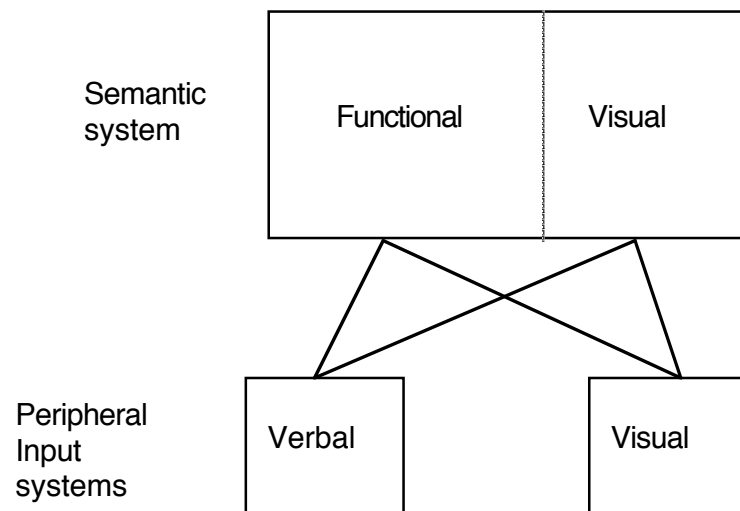 Semantic
system
Functional
Visual
Peripheral
Input
systems
Verbal
Visual